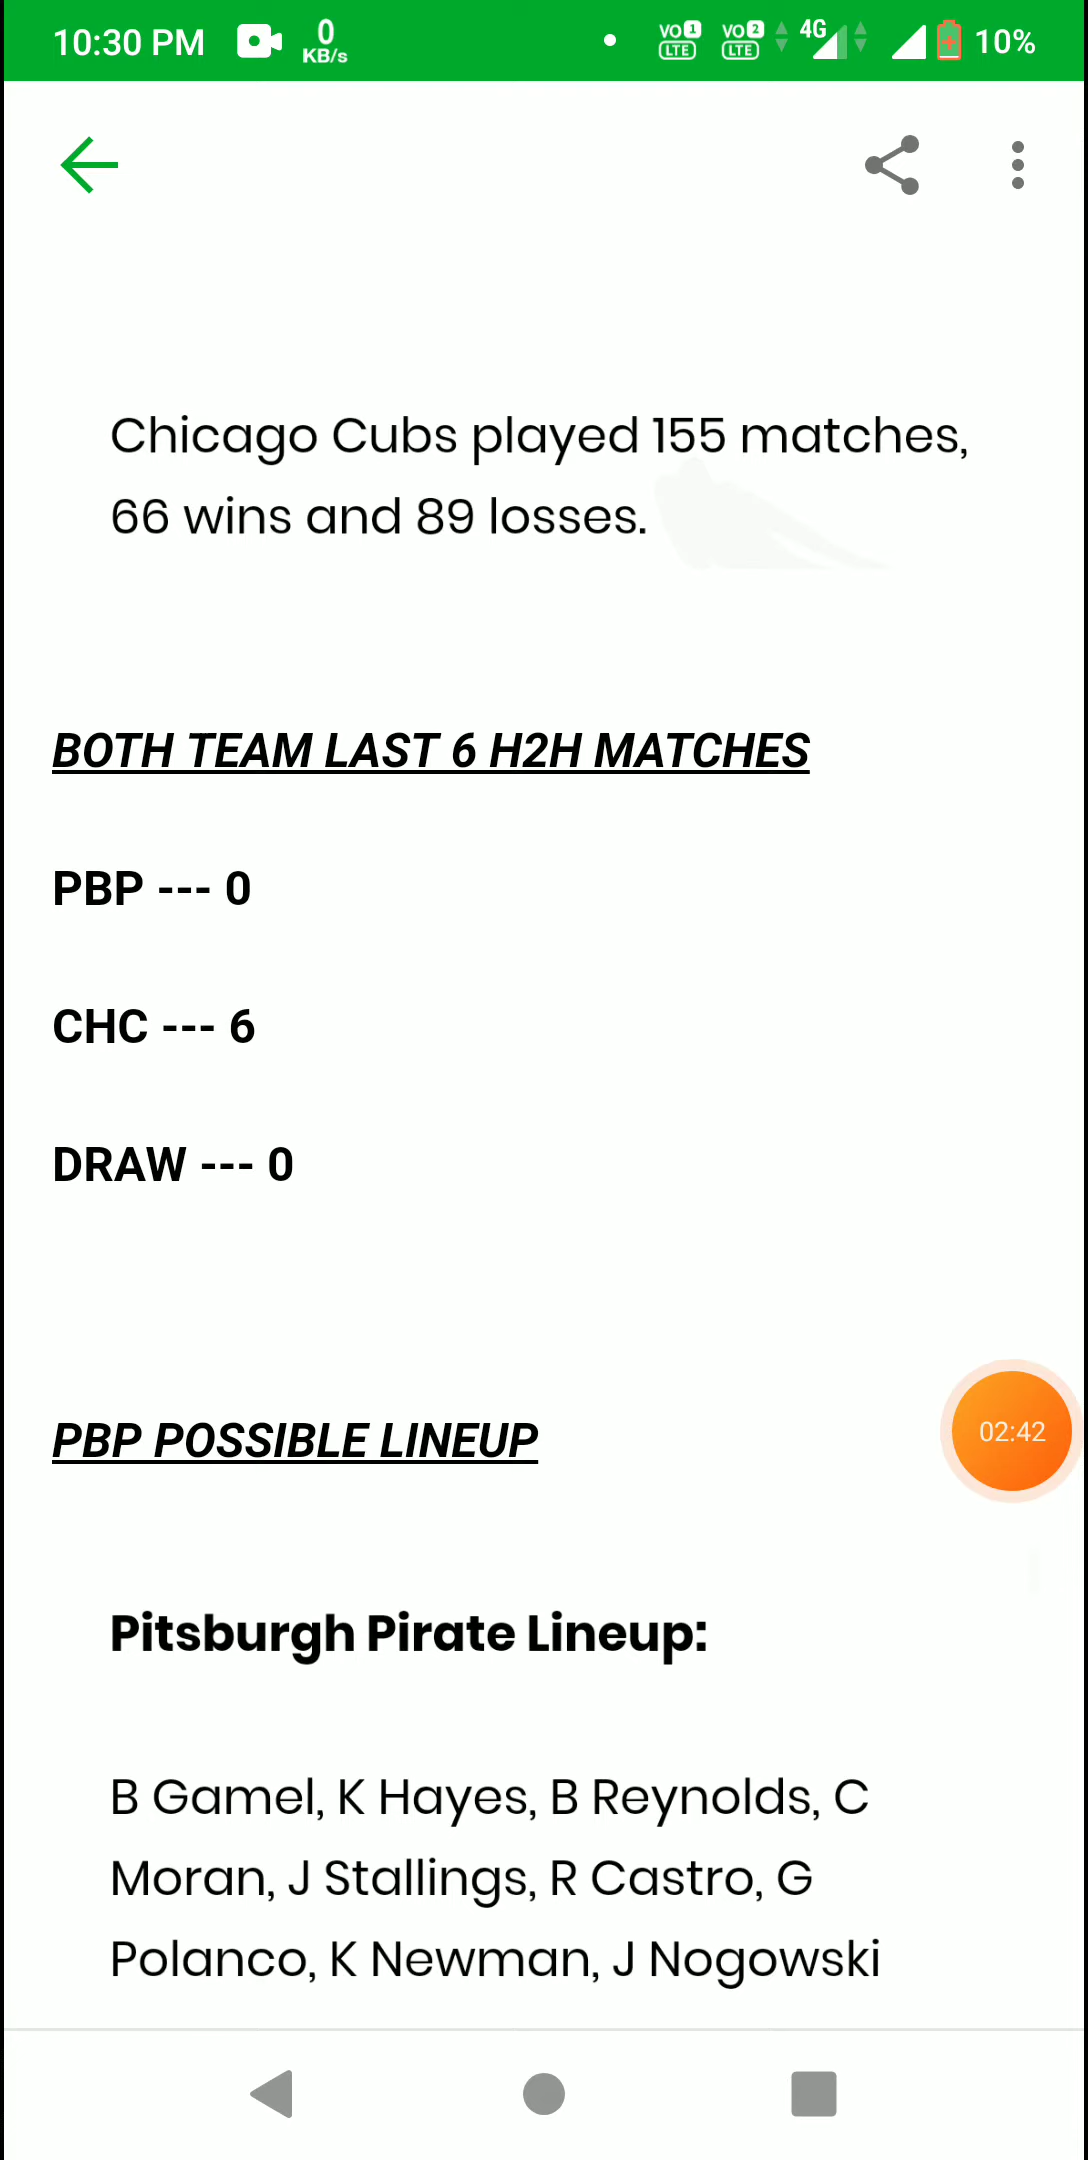 10:30 PM 0 KB/s VO 1 LTE VO 2 LTE 4G 10%
Chicago Cubs played 155 matches,
66 wins and 89 losses.
BOTH TEAM LAST 6 H2H MATCHES
PBP --- 0
CHC --- 6
DRAW --- 0
PBP POSSIBLE LINEUP
02:42
Pitsburgh Pirate Lineup:
B Gamel, K Hayes, B Reynolds, C
Moran, J Stallings, R Castro, G
Polanco, K Newman, J Nogowski